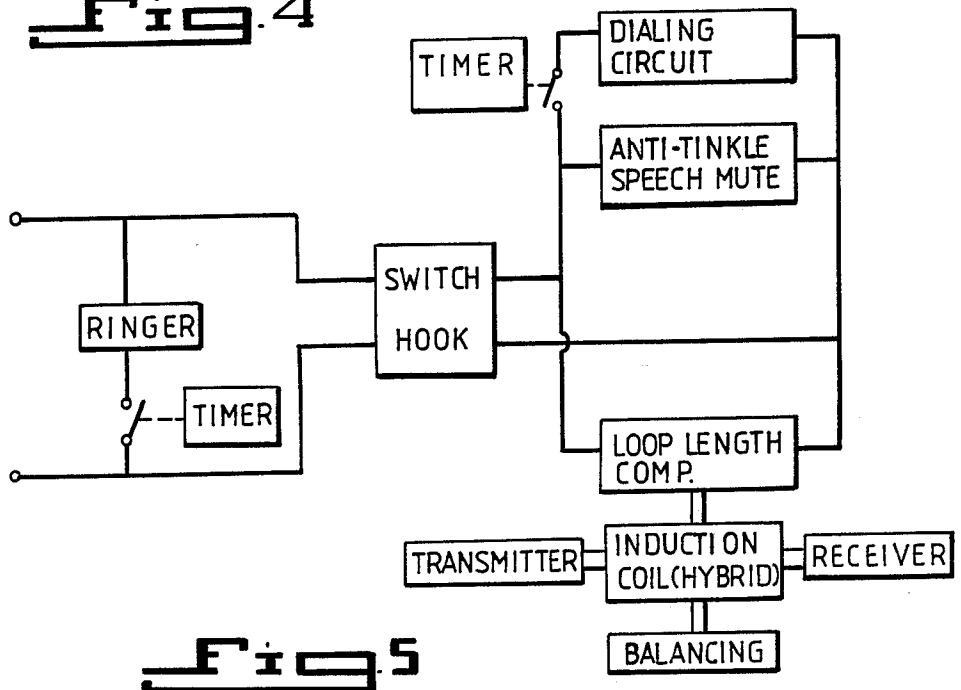 Fig. 4
TIMER
DIALING
CIRCUIT
ANTI-TINKLE
SPEECH MUTE
SWITCH
HOOK
RINGER
TIMER
LOOP LENGTH
COMP.
TRANSMITTER
INDUCTION
COIL(HYBRID)
RECEIVER
BALANCING
Fig. 5